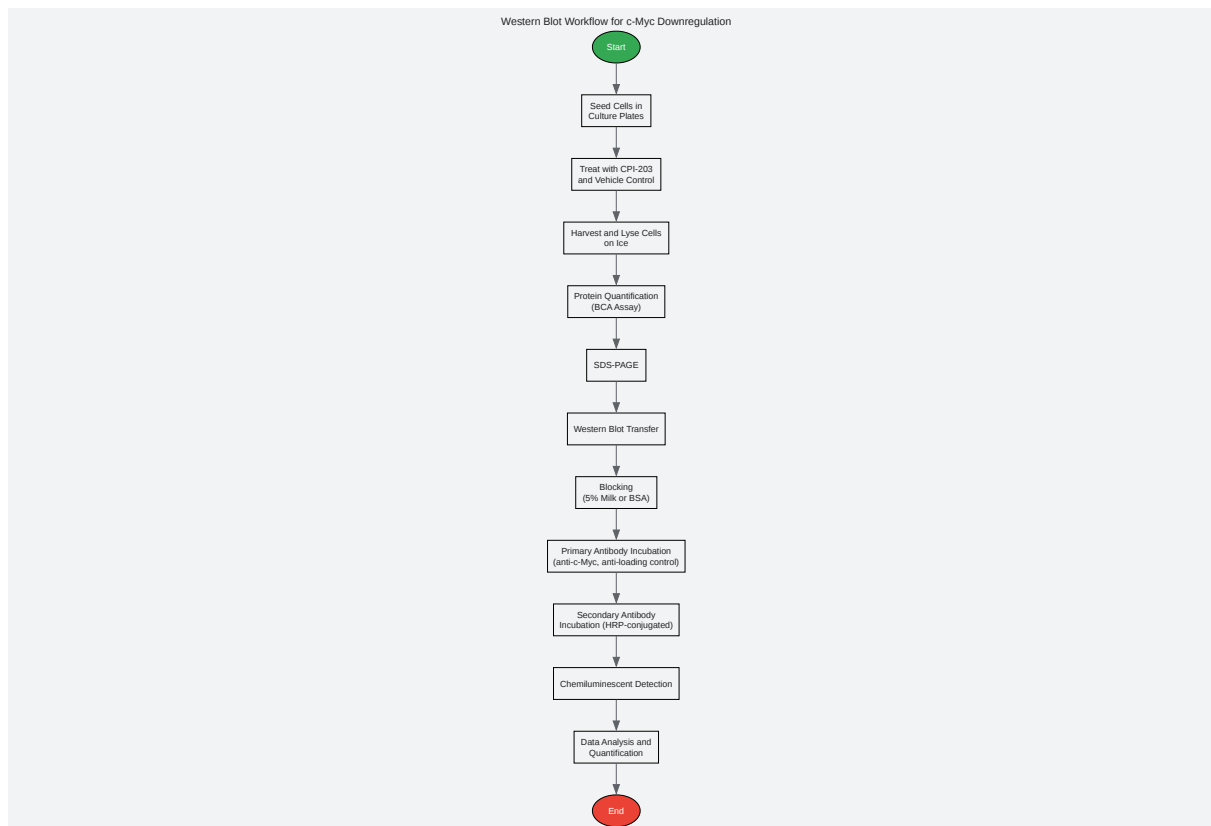 Western Blot Workflow for c-Myc Downregulation
Start
Seed Cells in
Culture Plates
Treat with CPI-203
and Vehicle Control
Harvest and Lyse Cells
on Ice
Protein Quantification
(BCA Assay)
SDS-PAGE
Western Blot Transfer
Blocking
(5% Milk or BSA)
Primary Antibody Incubation
(anti-c-Myc, anti-loading control)
Secondary Antibody
Incubation (HRP-conjugated)
Chemiluminescent Detection
Data Analysis and
Quantification
End